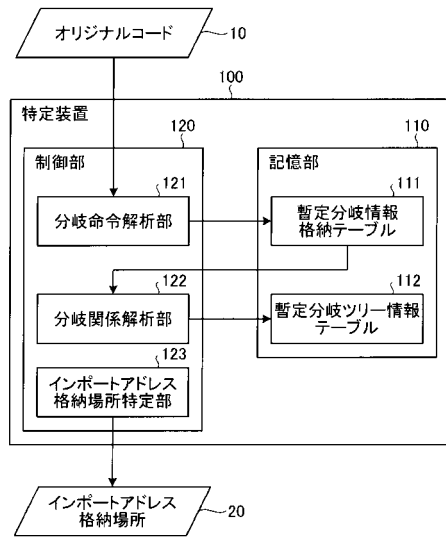 オリジナルコード
10
100
特定装置
120
110
制御部
記憶部
121
111
分岐命令解析部
暫定分岐情報
格納テーブル
122
112
分岐関係解析部
暫定分岐ツリー情報
テーブル
123
インポートアドレス
格納場所特定部
インポートアドレス
格納場所
20